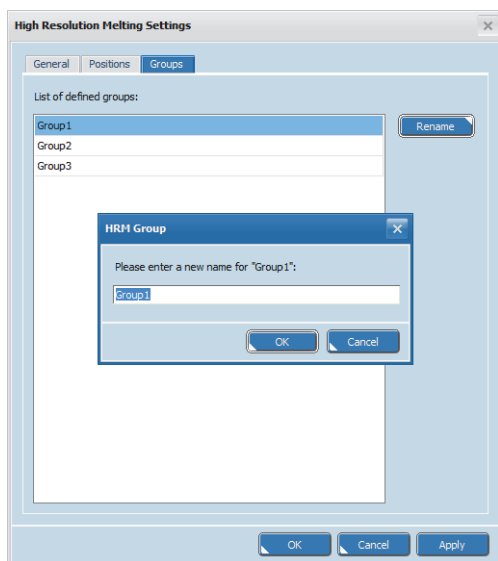 High Resolution Melting Settings
General Positions Groups
List of defined groups:
Group1
Rename
Group2
Group3
HRM Group
Please enter a new name for "Group1":
Group1
OK Cancel
OK Cancel Apply